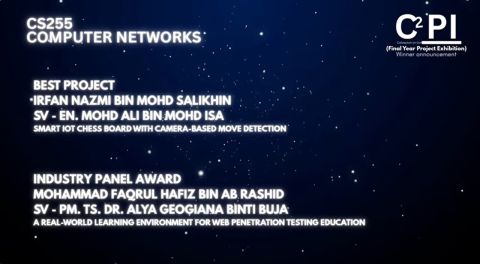 CS255
COMPUTER NETWORKS
C²PI
(Final Year Project Exhibition)
Winner announcement
BEST PROJECT
IRFAN NAZMI BIN MOHD SALIKHIN
SV - EN. MOHD ALI BIN MOHD ISA
SMART IOT CHESS BOARD WITH CAMERA-BASED MOVE DETECTION
INDUSTRY PANEL AWARD
MOHAMMAD FAQRUL HAFIZ BIN AB RASHID
SV - PM. TS. DR. ALYA GEOGIANA BINTI BUJA
A REAL-WORLD LEARNING ENVIRONMENT FOR WEB PENETRATION TESTING EDUCATION